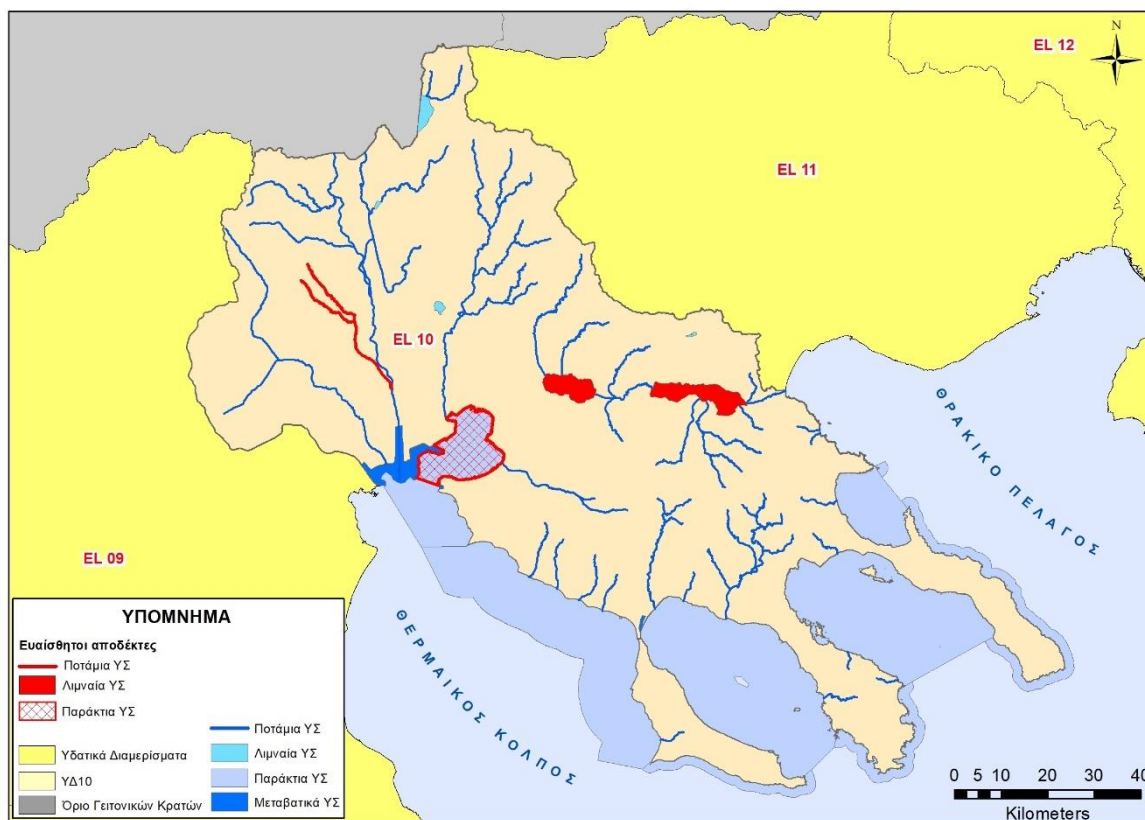 EL 12
N
EL 11
EL 10
EL 09
ΘΡΑΚΙΚΟ ΠΕΛΑΓΟΣ
ΘΕΡΜΑΙΚΟΣ ΚΟΛΠΟΣ
ΥΠΟΜΝΗΜΑ
Ευαίσθητοι αποδέκτες
Ποτάμια ΥΣ
Λιμναία ΥΣ
Παράκτια ΥΣ
Υδατικά Διαμερίσματα
ΥΔ10
Όριο Γειτονικών Κρατών
Ποτάμια ΥΣ
Λιμναία ΥΣ
Παράκτια ΥΣ
Μεταβατικά ΥΣ
0 5 10 20 30 40
Kilometers